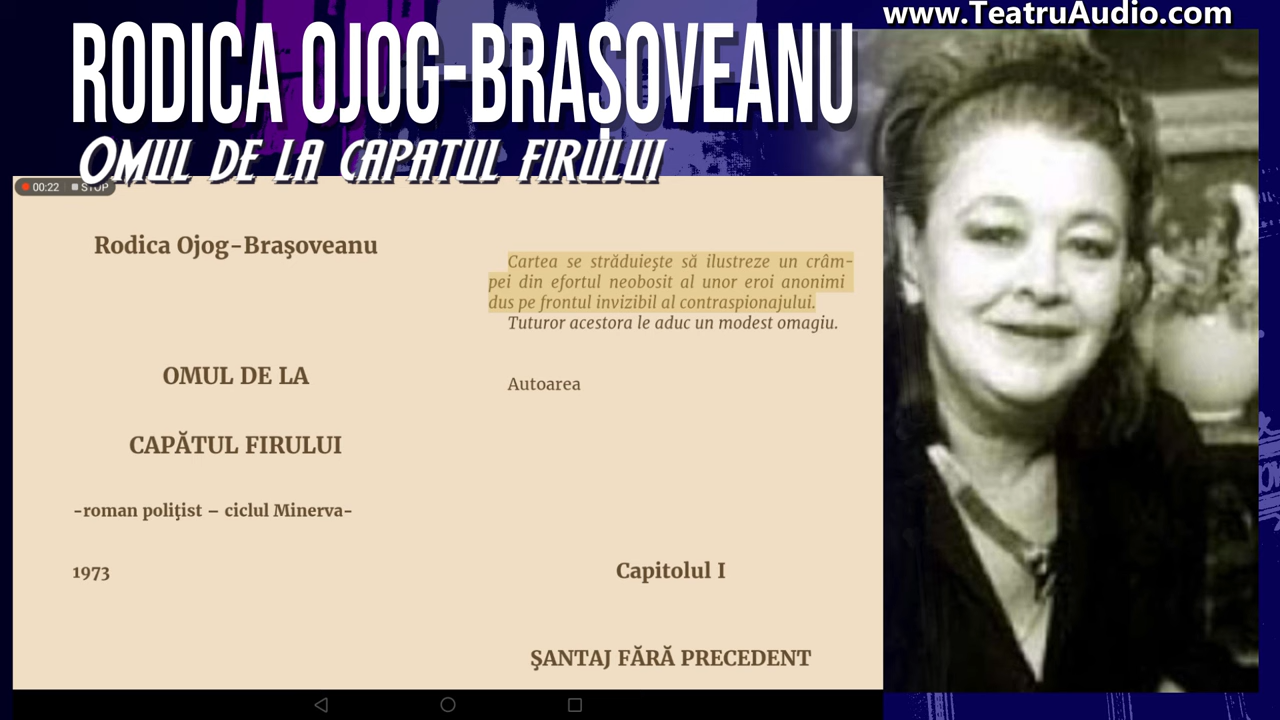 www.TeatruAudio.com
RODICA OJOG-BRAȘOVEANU
OMUL DE LA CAPATUL FIRULUI
00:22 STOP
Rodica Ojog-Braşoveanu
OMUL DE LA
CAPĂTUL FIRULUI
-roman poliţist – ciclul Minerva-
1973
Cartea se străduieşte să ilustreze un crâm-
pei din efortul neobosit al unor eroi anonimi
dus pe frontul invizibil al contraspionajului.
Tuturor acestora le aduc un modest omagiu.
Autoarea
Capitolul I
ŞANTAJ FĂRĂ PRECEDENT